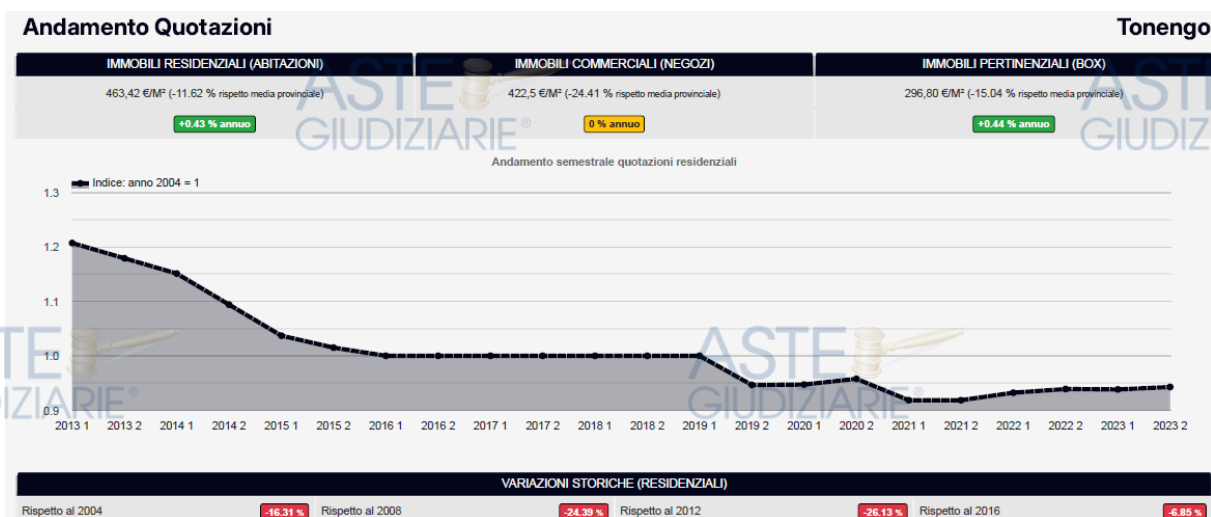 Andamento Quotazioni Tonengo
IMMOBILI RESIDENZIALI (ABITAZIONI) IMMOBILI COMMERCIALI (NEGOZI) IMMOBILI PERTINENZIALI (BOX)
463,42 €/M² (-11.62 % rispetto media provinciale) 422,5 €/M² (-24.41 % rispetto media provinciale) 296,80 €/M² (-15.04 % rispetto media provinciale)
+0.43 % annuo 0 % annuo +0.44 % annuo
ASTE GIUDIZIARIE®
ASTE GIUDIZ
Andamento semestrale quotazioni residenziali
Indice: anno 2004 = 1
1.3
1.2
1.1
1.0
0.9
TE IZIARIE®
ASTE GIUDIZIARIE®
2013 1 2013 2 2014 1 2014 2 2015 1 2015 2 2016 1 2016 2 2017 1 2017 2 2018 1 2018 2 2019 1 2019 2 2020 1 2020 2 2021 1 2021 2 2022 1 2022 2 2023 1 2023 2
VARIAZIONI STORICHE (RESIDENZIALI)
Rispetto al 2004 -16.31 % Rispetto al 2008 -24.39 % Rispetto al 2012 -26.13 % Rispetto al 2016 -6.85 %